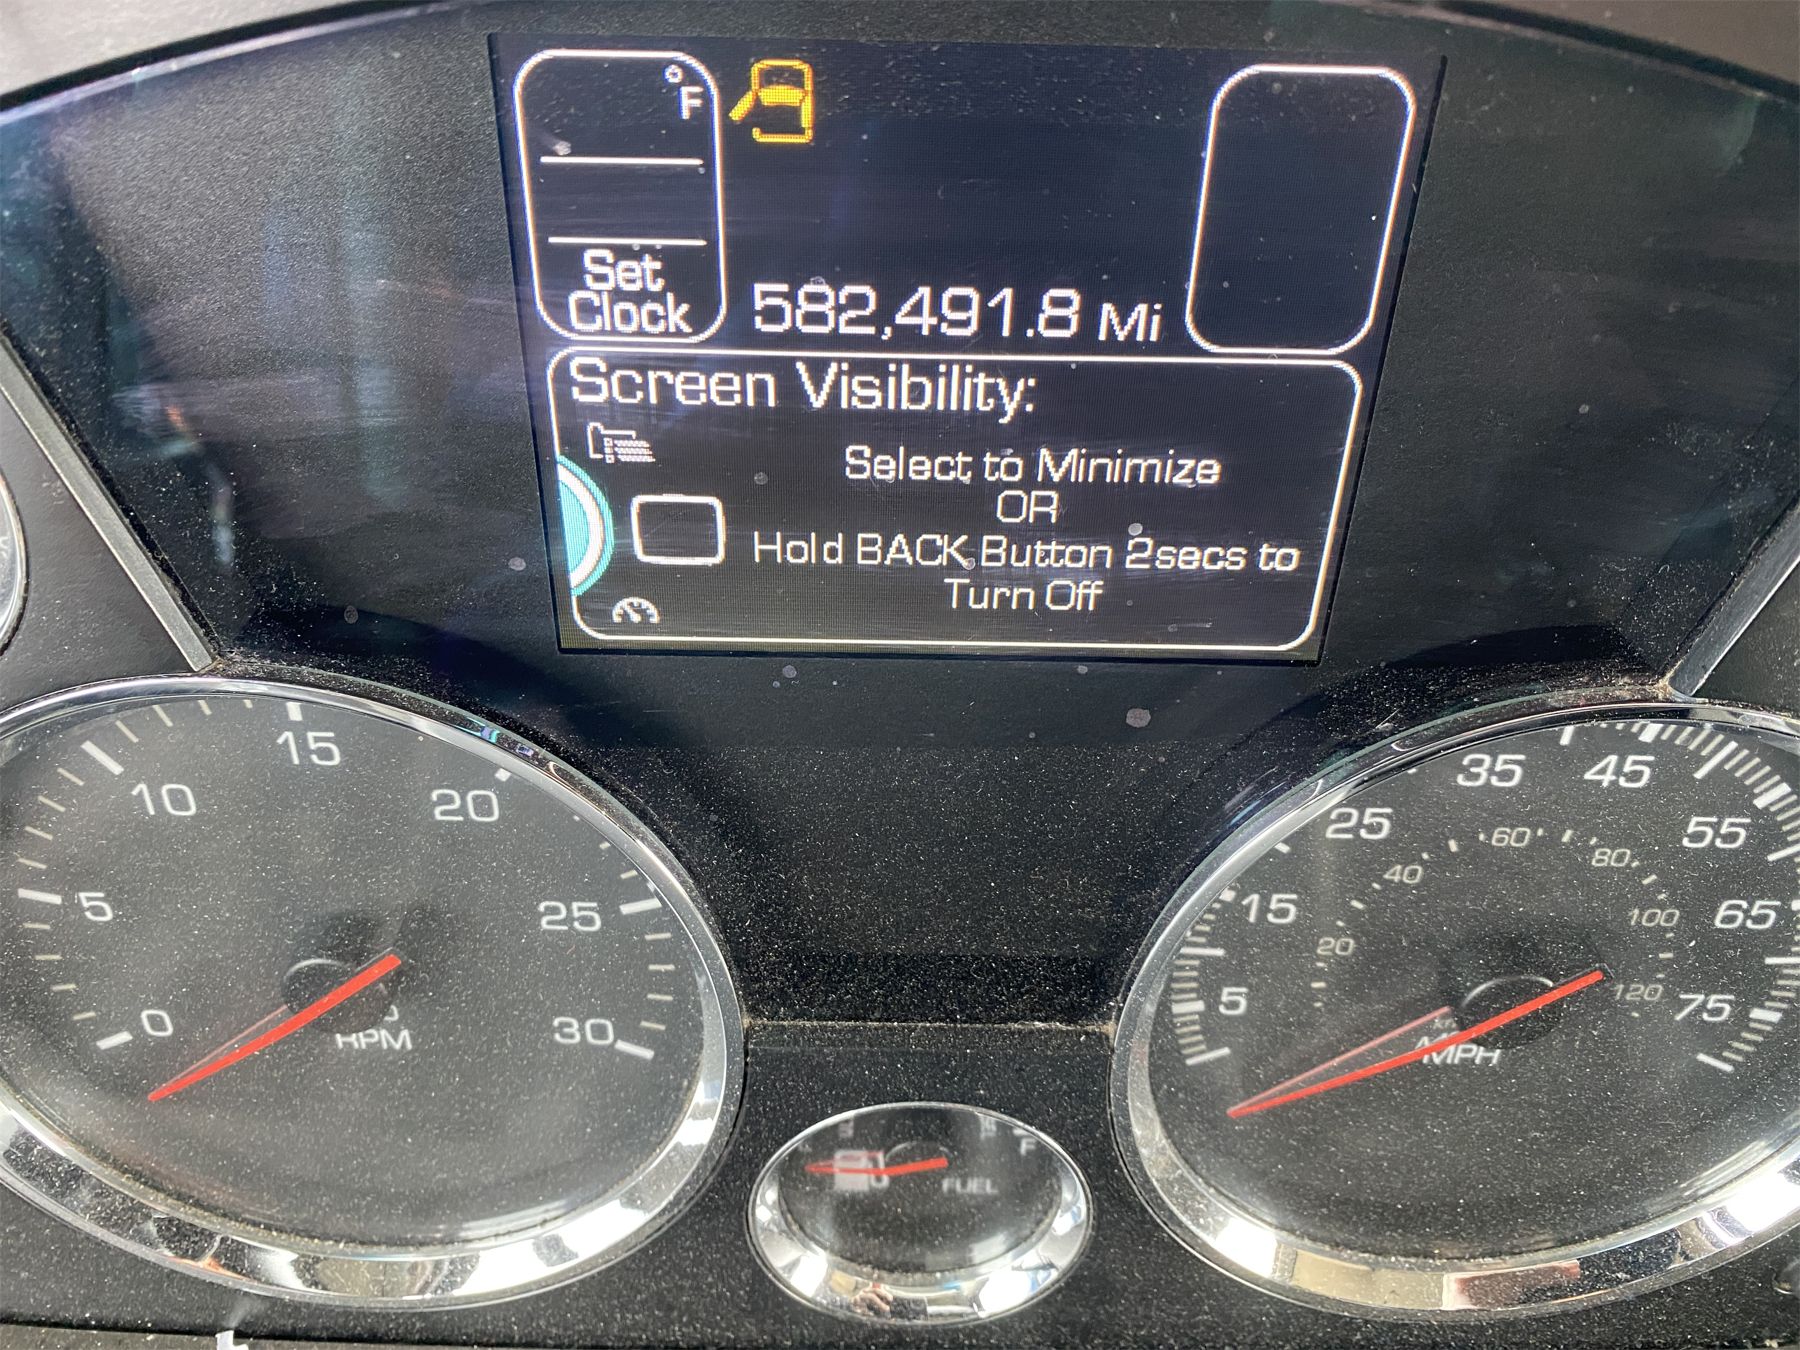 °F
Set
Clock
582,491.8 Mi
Screen Visibility:
Select to Minimize
OR
Hold BACK Button 2secs to
Turn Off
0
5
10
15
20
25
30
RPM
5
15
25
35
45
55
65
75
20
40
60
80
100
120
MPH
F
FUEL